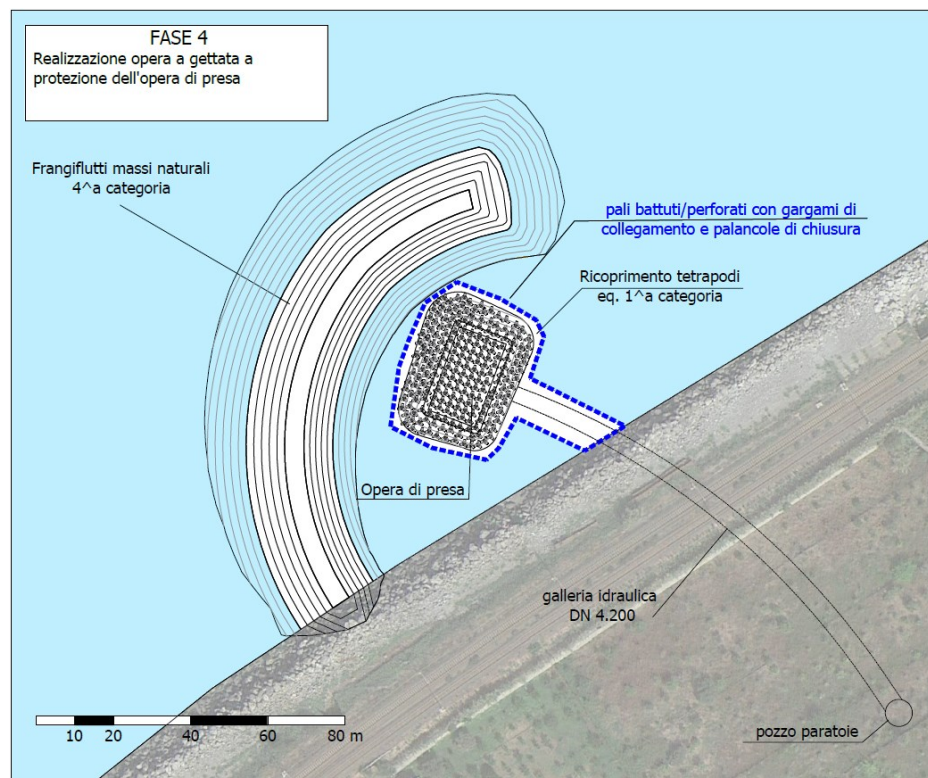 FASE 4
Realizzazione opera a gettata a
protezione dell'opera di presa
Frangiflutti massi naturali
4^a categoria
pali battuti/perforati con gargami di
collegamento e palancole di chiusura
Ricoprimento tetrapodi
eq. 1^a categoria
Opera di presa
galleria idraulica
DN 4.200
pozzo paratoie
10 20 40 60 80 m